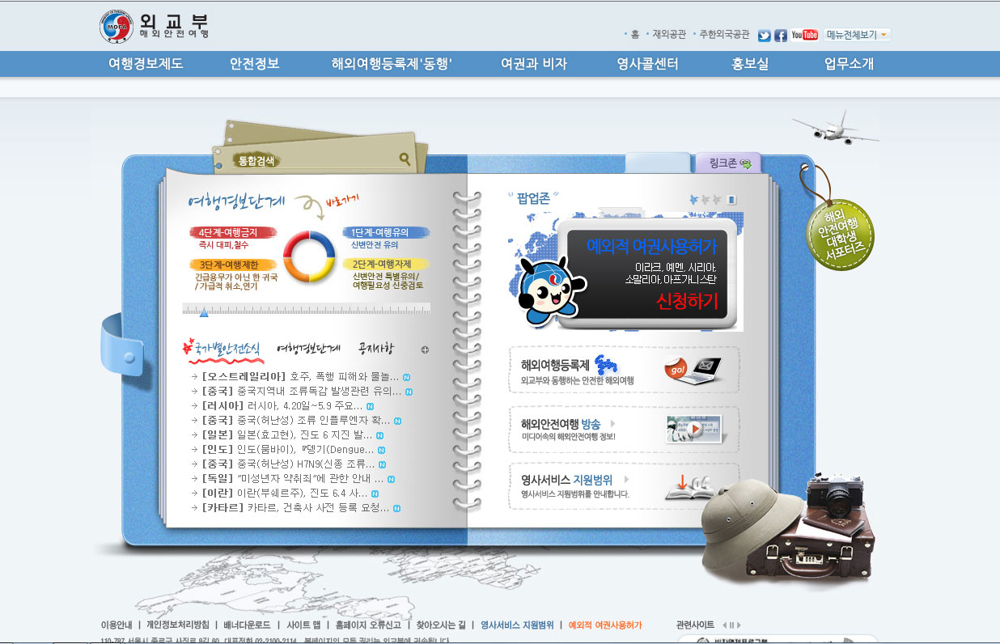 MOFA
외교부
해외안전여행
홈 재외공관 주한외국공관 You Tube 메뉴전체보기
여행경보제도 안전정보 해외여행등록제'동행' 여권과 비자 영사콜센터 홍보실 업무소개
통합검색
링크존
여행경보단계 바로가기
4단계-여행금지
즉시 대피,철수
1단계-여행유의
신변안전 유의
3단계-여행제한
긴급용무가 아닌 한 귀국
/ 가급적 취소,연기
2단계-여행자제
신변안전 특별유의/
여행필요성 신중검토
국가별안전소식 여행경보단계 공지사항
[오스트레일리아] 호주, 폭행 피해와 물놀...
[중국] 중국지역내 조류독감 발생관련 유의...
[러시아] 러시아, 4.20일~5.9 주요...
[중국] 중국(허난성) 조류 인플루엔자 확...
[일본] 일본(효고현), 진도 6 지진 발...
[인도] 인도(뭄바이), 『뎅기(Dengue...
[중국] 중국(허난성) H7N9(신종 조류...
[독일] "미성년자 약취죄"에 관한 안내 ...
[이란] 이란(부쉐르주), 진도 6.4 사...
[카타르] 카타르, 건축사 사전 등록 요청...
"팝업존"
예외적 여권사용허가
이라크, 예멘, 시리아,
소말리아, 아프가니스탄
신청하기
해외여행등록제
외교부와 동행하는 안전한 해외여행
go!
해외안전여행 방송
미디어속의 해외안전여행 정보!
영사서비스 지원범위
영사서비스 지원범위를 안내합니다.
해외
안전여행
대학생
서포터즈
이용안내 | 개인정보처리방침 | 배너다운로드 | 사이트 맵 | 홈페이지 오류신고 | 찾아오시는 길 | 영사서비스 지원범위 | 예외적 여권사용허가
관련사이트
110-787 서울시 종로구 사직로 8길 60 대표전화 02-2100-2114 본페이지의 모든 권리는 외교부에 귀속됩니다